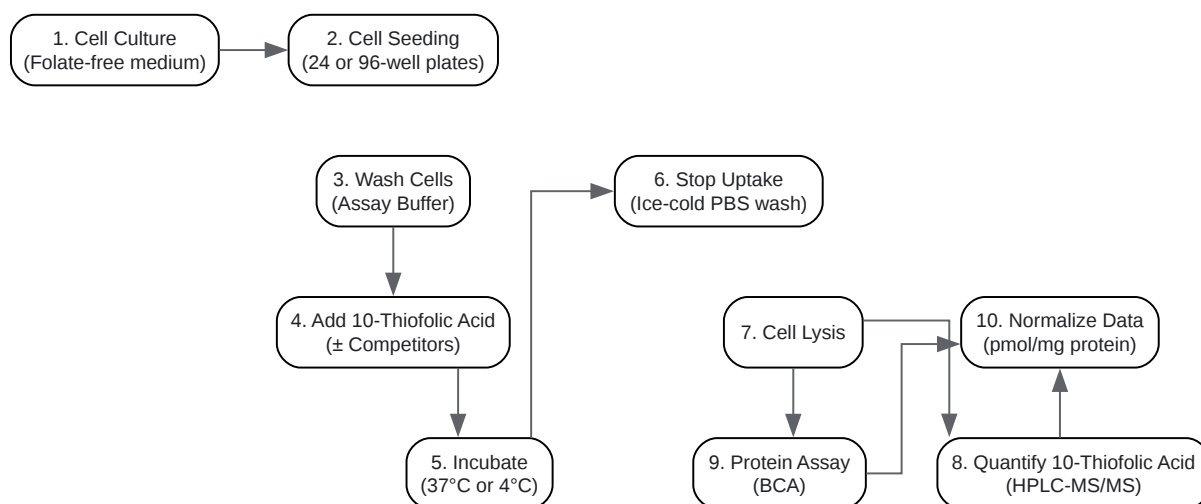 1. Cell Culture
(Folate-free medium)
2. Cell Seeding
(24 or 96-well plates)
3. Wash Cells
(Assay Buffer)
4. Add 10-Thiofolic Acid
(± Competitors)
5. Incubate
(37°C or 4°C)
6. Stop Uptake
(Ice-cold PBS wash)
7. Cell Lysis
8. Quantify 10-Thiofolic Acid
(HPLC-MS/MS)
9. Protein Assay
(BCA)
10. Normalize Data
(pmol/mg protein)